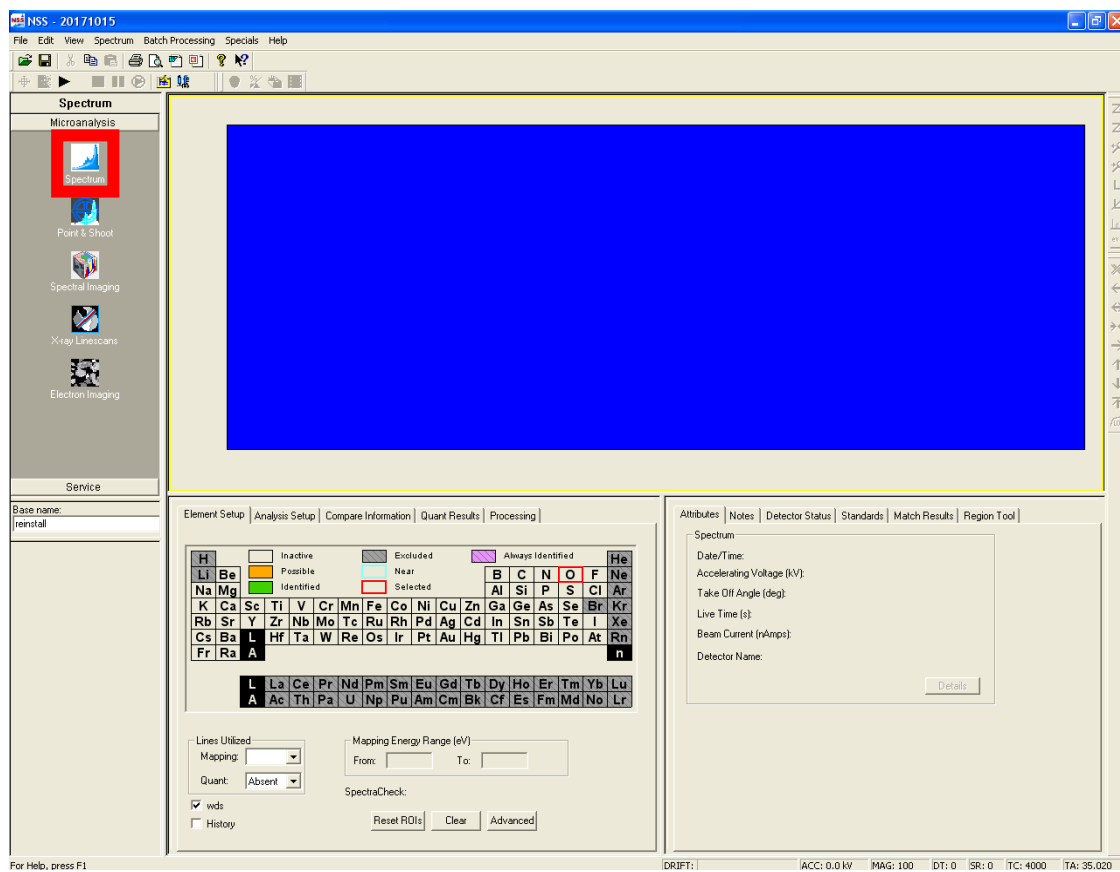 NSS - 20171015
File Edit View Spectrum Batch Processing Specials Help
Spectrum
Microanalysis
Spectrum
Point & Shoot
Spectral Imaging
X-ray Linescans
Electron Imaging
Service
Base name:
reinstall
Element Setup Analysis Setup Compare Information Quant Results Processing
Inactive Excluded Always Identified
Possible Near
Identified Selected
H He
Li Be B C N O F Ne
Na Mg Al Si P S Cl Ar
K Ca Sc Ti V Cr Mn Fe Co Ni Cu Zn Ga Ge As Se Br Kr
Rb Sr Y Zr Nb Mo Tc Ru Rh Pd Ag Cd In Sn Sb Te I Xe
Cs Ba L Hf Ta W Re Os Ir Pt Au Hg Tl Pb Bi Po At Rn
Fr Ra A n
L La Ce Pr Nd Pm Sm Eu Gd Tb Dy Ho Er Tm Yb Lu
A Ac Th Pa U Np Pu Am Cm Bk Cf Es Fm Md No Lr
Lines Utilized
Mapping:
Quant: Absent
wds
History
Mapping Energy Range (eV)
From: To:
SpectraCheck:
Reset ROIs Clear Advanced
Attributes Notes Detector Status Standards Match Results Region Tool
Spectrum
Date/Time:
Accelerating Voltage (kV):
Take Off Angle (deg):
Live Time (s):
Beam Current (nAmps):
Detector Name:
Details
For Help, press F1
DRIFT: ACC: 0.0 kV MAG: 100 DT: 0 SR: 0 TC: 4000 TA: 35.020